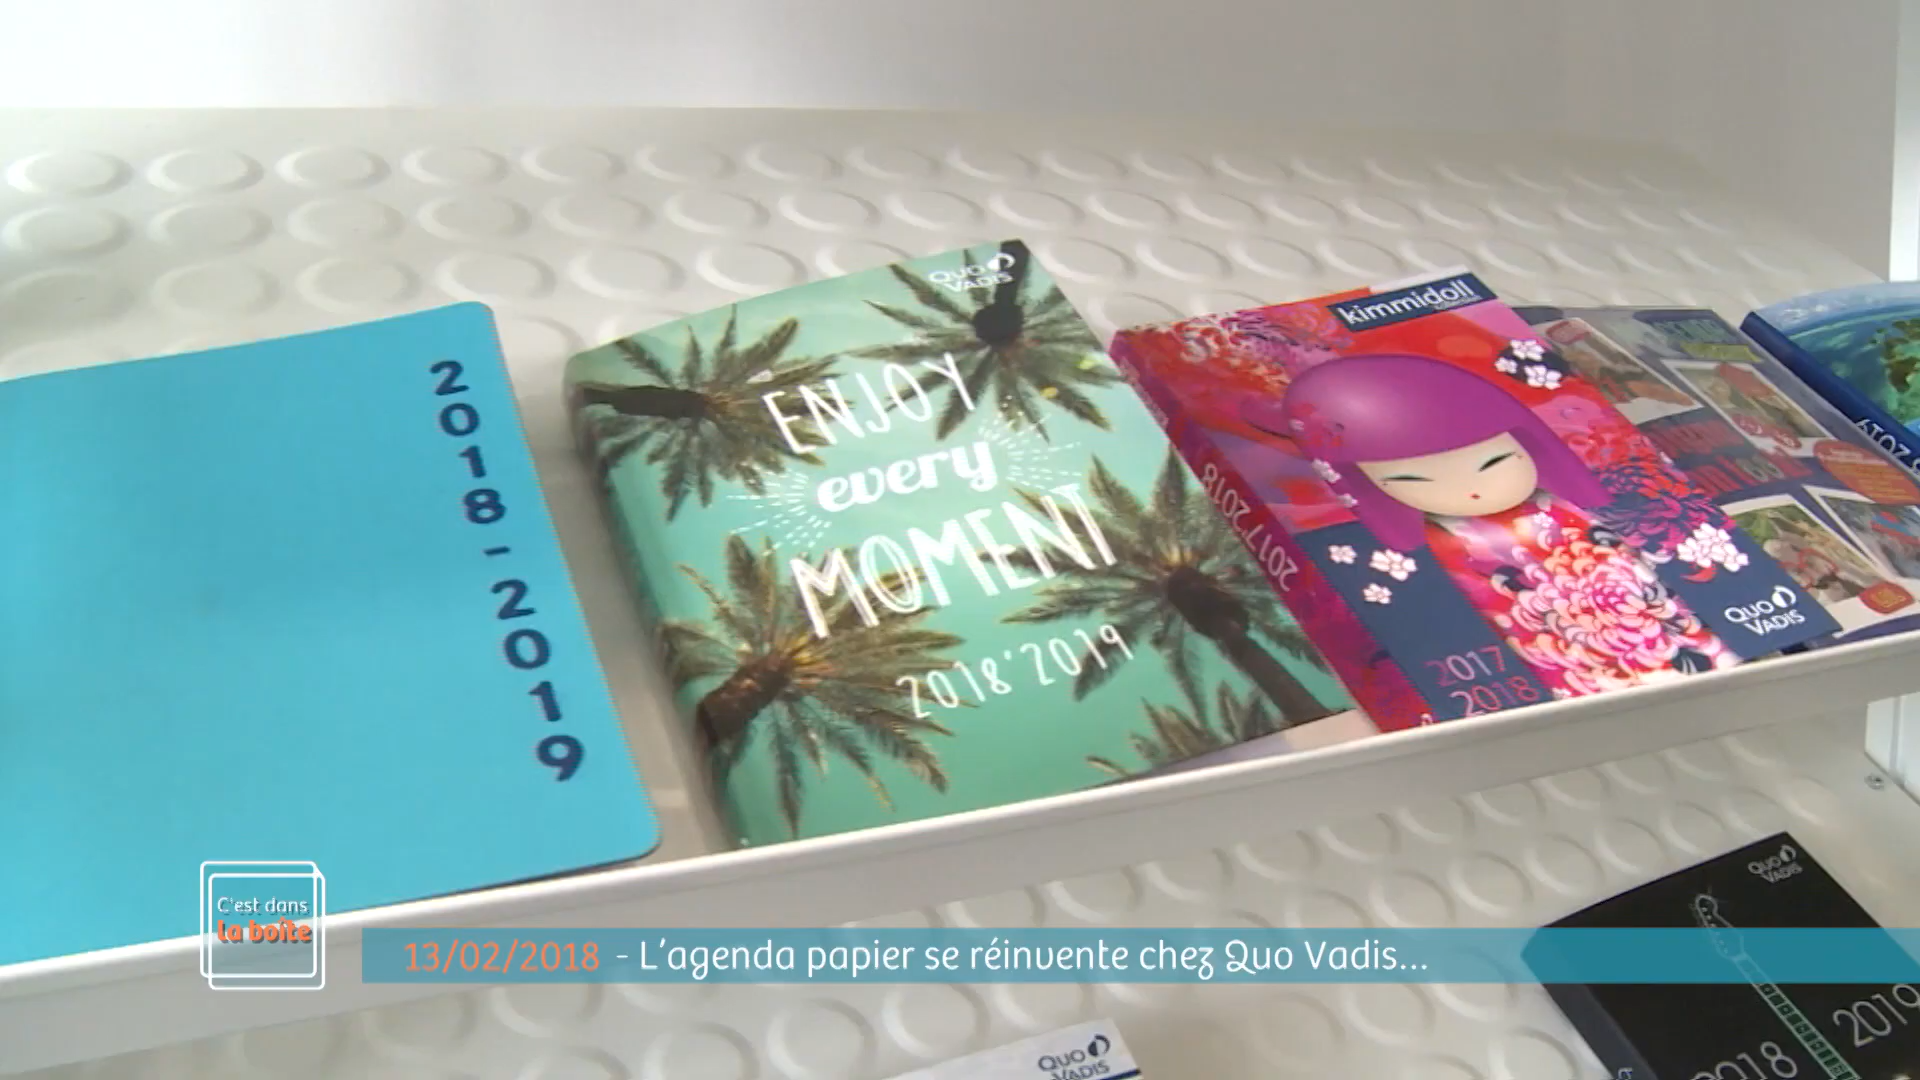 2018-2019
QUO
VADIS
ENJOY
every
MOMENT
2018'2019
kimmidoll
2017'2018
2017
2018
QUO
VADIS
2019
QUO
VADIS
2018
2019
QUO
VADIS
C'est dans
la boîte
13/02/2018 - L'agenda papier se réinvente chez Quo Vadis...